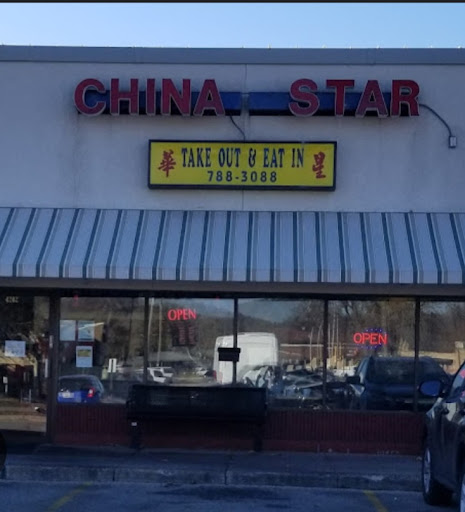 CHINA STAR
華 TAKE OUT & EAT IN 星
788-3088
OPEN
OPEN